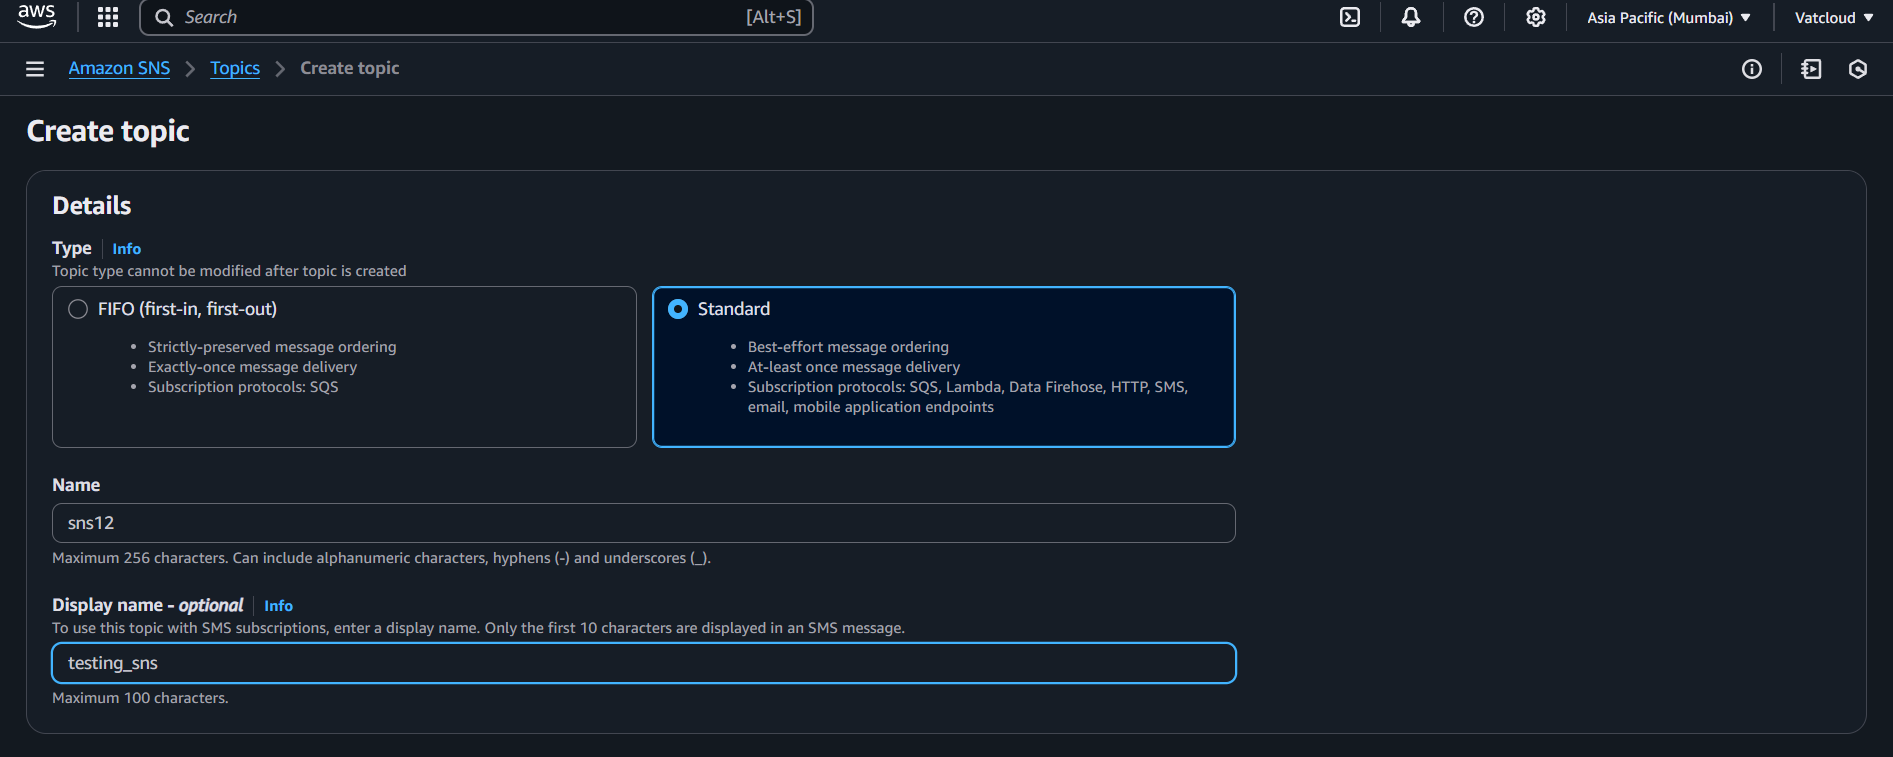 aws
Search [Alt+S] Asia Pacific (Mumbai) Vatcloud
Amazon SNS Topics Create topic
Create topic
Details
Type Info
Topic type cannot be modified after topic is created
FIFO (first-in, first-out)
• Strictly-preserved message ordering
• Exactly-once message delivery
• Subscription protocols: SQS
Standard
• Best-effort message ordering
• At-least once message delivery
• Subscription protocols: SQS, Lambda, Data Firehose, HTTP, SMS,
email, mobile application endpoints
Name
sns12
Maximum 256 characters. Can include alphanumeric characters, hyphens (-) and underscores (_).
Display name - optional Info
To use this topic with SMS subscriptions, enter a display name. Only the first 10 characters are displayed in an SMS message.
testing_sns
Maximum 100 characters.